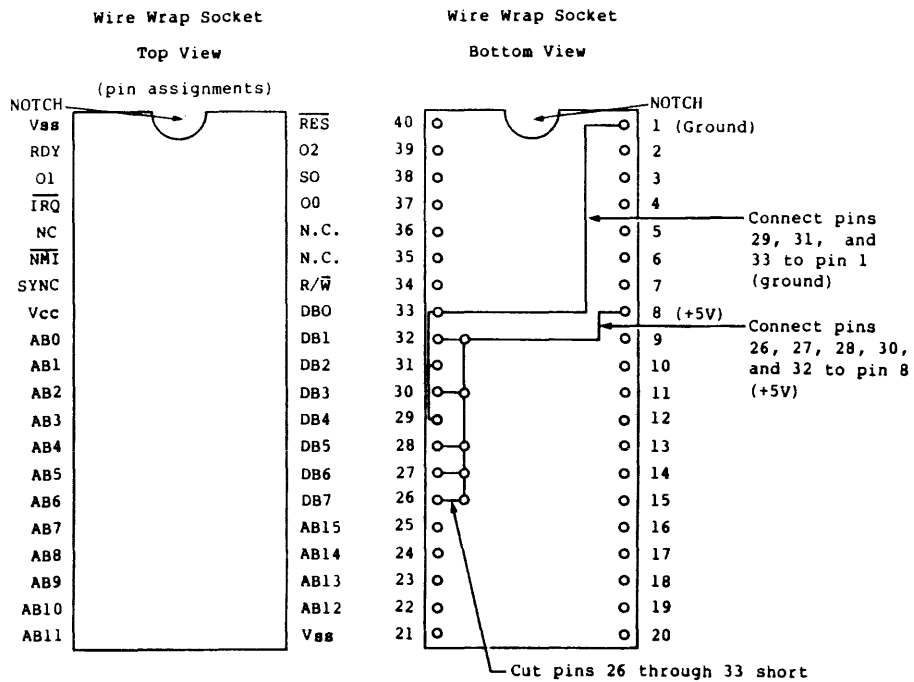 Wire Wrap Socket
Top View
(pin assignments)
NOTCH
Vss
RES
RDY
O2
O1
SO
IRQ
O0
NC
N.C.
NMI
N.C.
SYNC
R/W
Vcc
DB0
AB0
DB1
AB1
DB2
AB2
DB3
AB3
DB4
AB4
DB5
AB5
DB6
AB6
DB7
AB7
AB15
AB8
AB14
AB9
AB13
AB10
AB12
AB11
Vss
Wire Wrap Socket
Bottom View
NOTCH
40
1 (Ground)
39
2
38
3
37
4
36
5
35
6
34
7
33
8 (+5V)
32
9
31
10
30
11
29
12
28
13
27
14
26
15
25
16
24
17
23
18
22
19
21
20
Connect pins
29, 31, and
33 to pin 1
(ground)
Connect pins
26, 27, 28, 30,
and 32 to pin 8
(+5V)
Cut pins 26 through 33 short